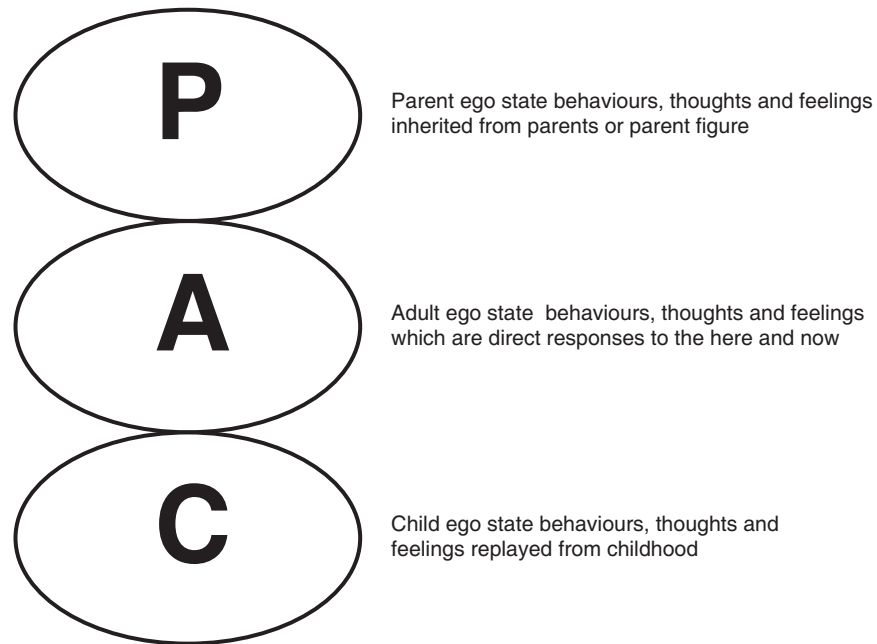 P
Parent ego state behaviours, thoughts and feelings
inherited from parents or parent figure
A
Adult ego state  behaviours, thoughts and feelings
which are direct responses to the here and now
C
Child ego state behaviours, thoughts and
feelings replayed from childhood